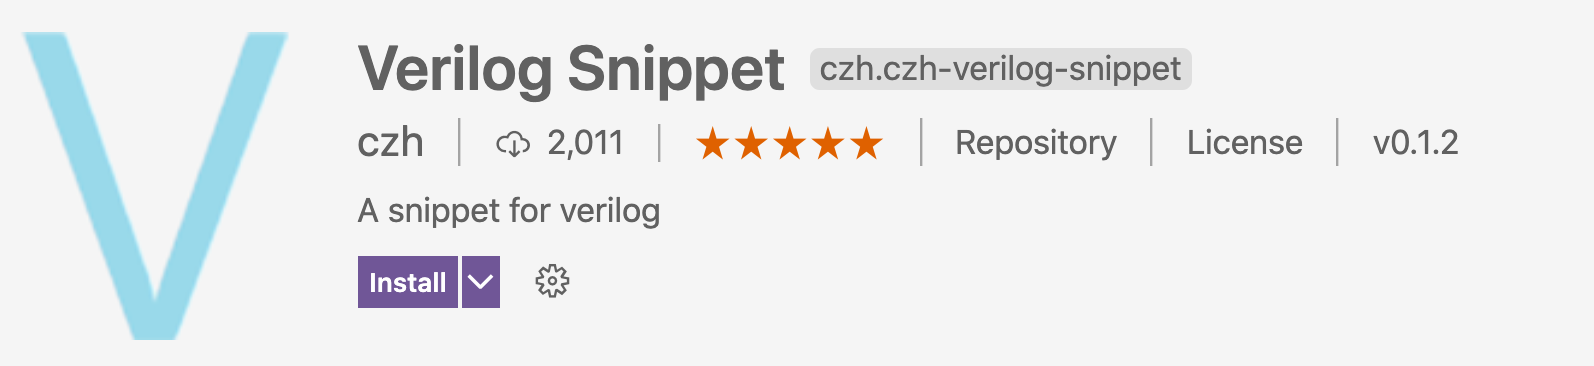 V
Verilog Snippet czh.czh-verilog-snippet
czh | 2,011 | ★★★★★ | Repository | License | v0.1.2
A snippet for verilog
Install